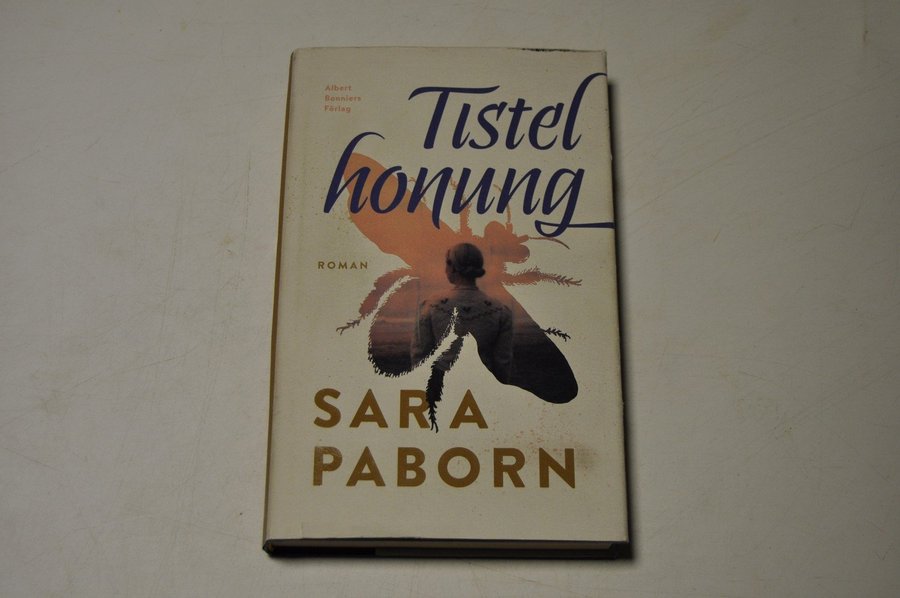 Albert
Bonniers
Förlag
Tistel
honung
ROMAN
SARA
PABORN